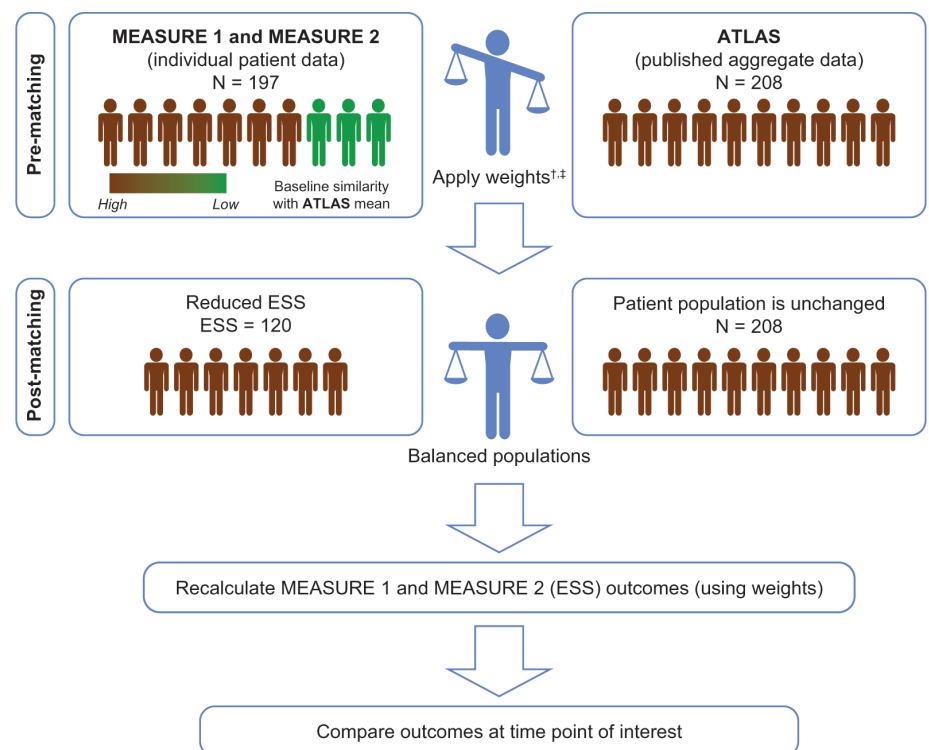 Pre-matching
MEASURE 1 and MEASURE 2
(individual patient data)
N = 197
High
Low
Baseline similarity
with ATLAS mean
Apply weights†,‡
ATLAS
(published aggregate data)
N = 208
Post-matching
Reduced ESS
ESS = 120
Balanced populations
Patient population is unchanged
N = 208
Recalculate MEASURE 1 and MEASURE 2 (ESS) outcomes (using weights)
Compare outcomes at time point of interest